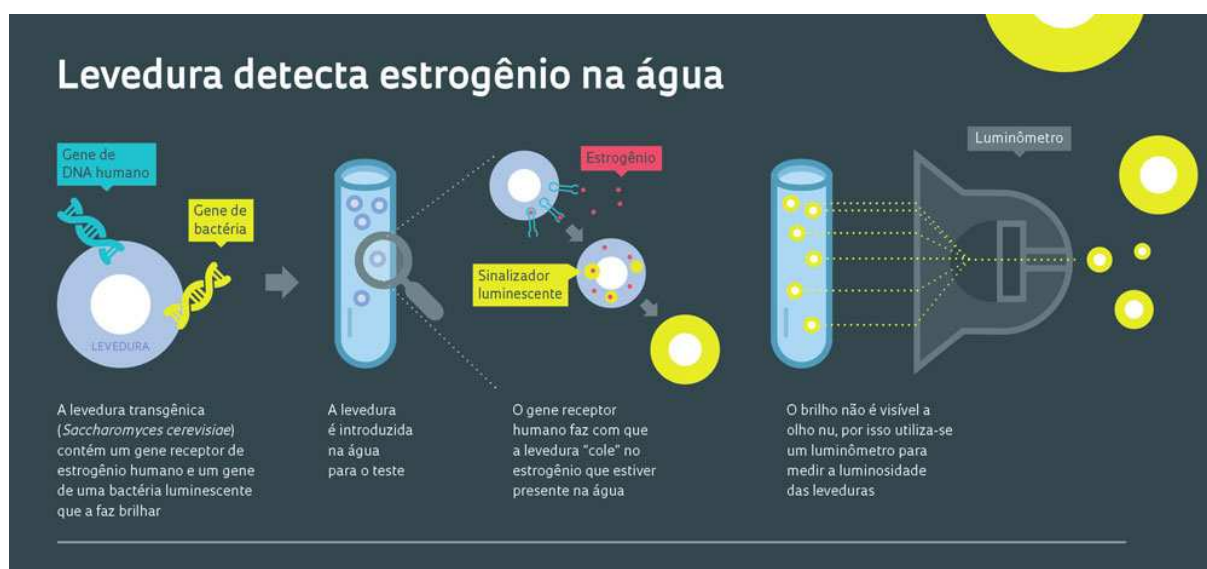 Levedura detecta estrogênio na água
Gene de
DNA humano
Gene de
bactéria
LEVEDURA
Estrogênio
Sinalizador
luminescente
Luminômetro
A levedura transgênica
(Saccharomyces cerevisiae)
contém um gene receptor de
estrogênio humano e um gene
de uma bactéria luminescente
que a faz brilhar
A levedura
é introduzida
na água
para o teste
O gene receptor
humano faz com que
a levedura “cole” no
estrogênio que estiver
presente na água
O brilho não é visível a
olho nu, por isso utiliza-se
um luminômetro para
medir a luminosidade
das leveduras